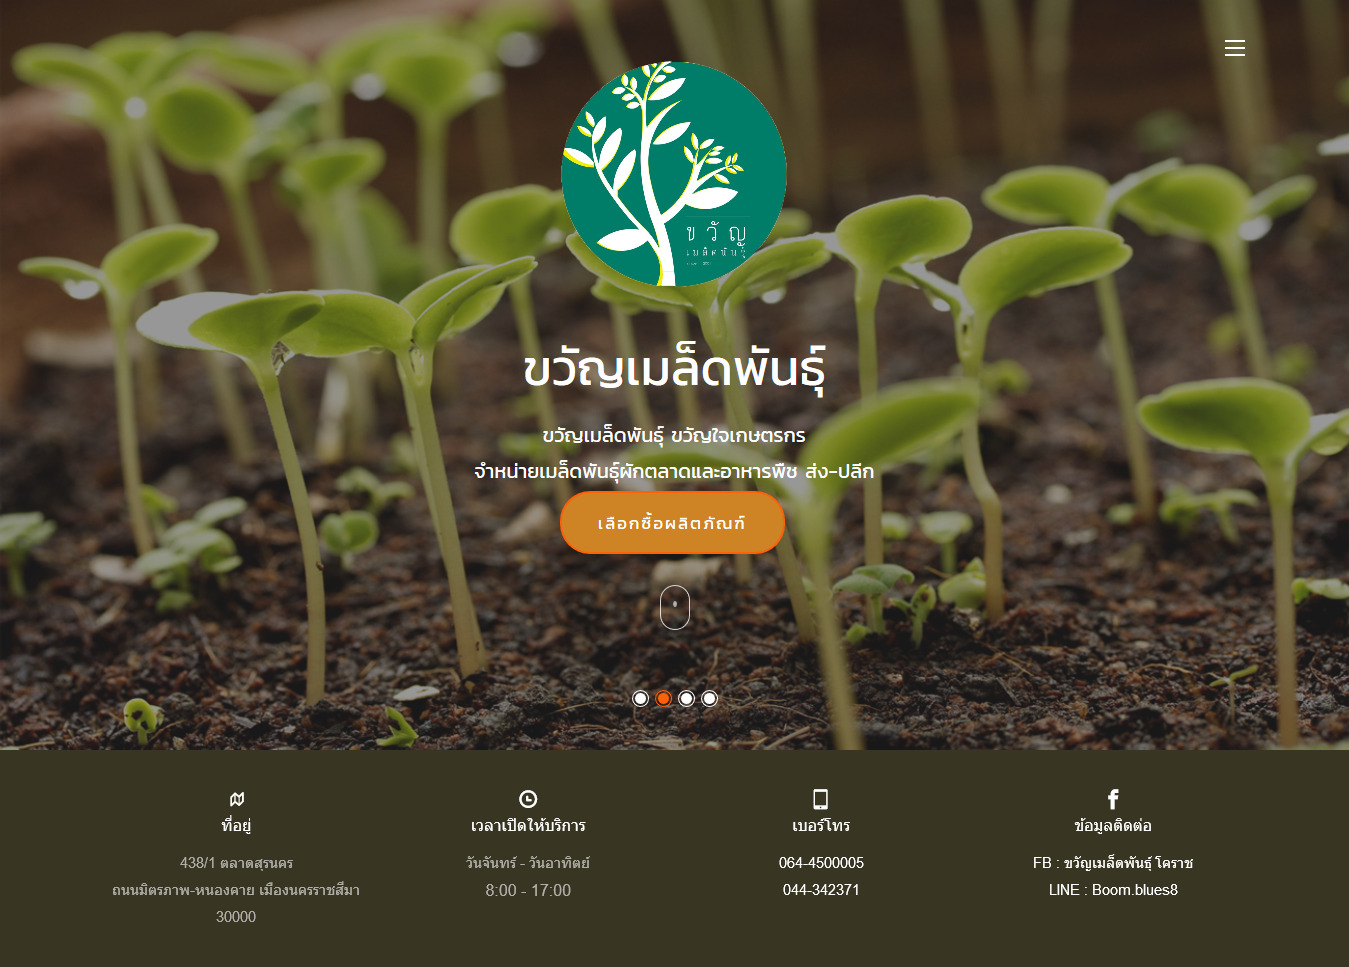 ขวัญ
เมล็ดพันธุ์
ขวัญเมล็ดพันธุ์
ขวัญเมล็ดพันธุ์ ขวัญใจเกษตรกร
จำหน่ายเมล็ดพันธุ์ผักตลาดและอาหารพืช ส่ง-ปลีก
เลือกซื้อผลิตภัณฑ์
ที่อยู่
438/1 ตลาดสุรนคร
ถนนมิตรภาพ-หนองคาย เมืองนครราชสีมา
30000
เวลาเปิดให้บริการ
วันจันทร์ - วันอาทิตย์
8:00 - 17:00
เบอร์โทร
064-4500005
044-342371
ข้อมูลติดต่อ
FB : ขวัญเมล็ดพันธุ์ โคราช
LINE : Boom.blues8